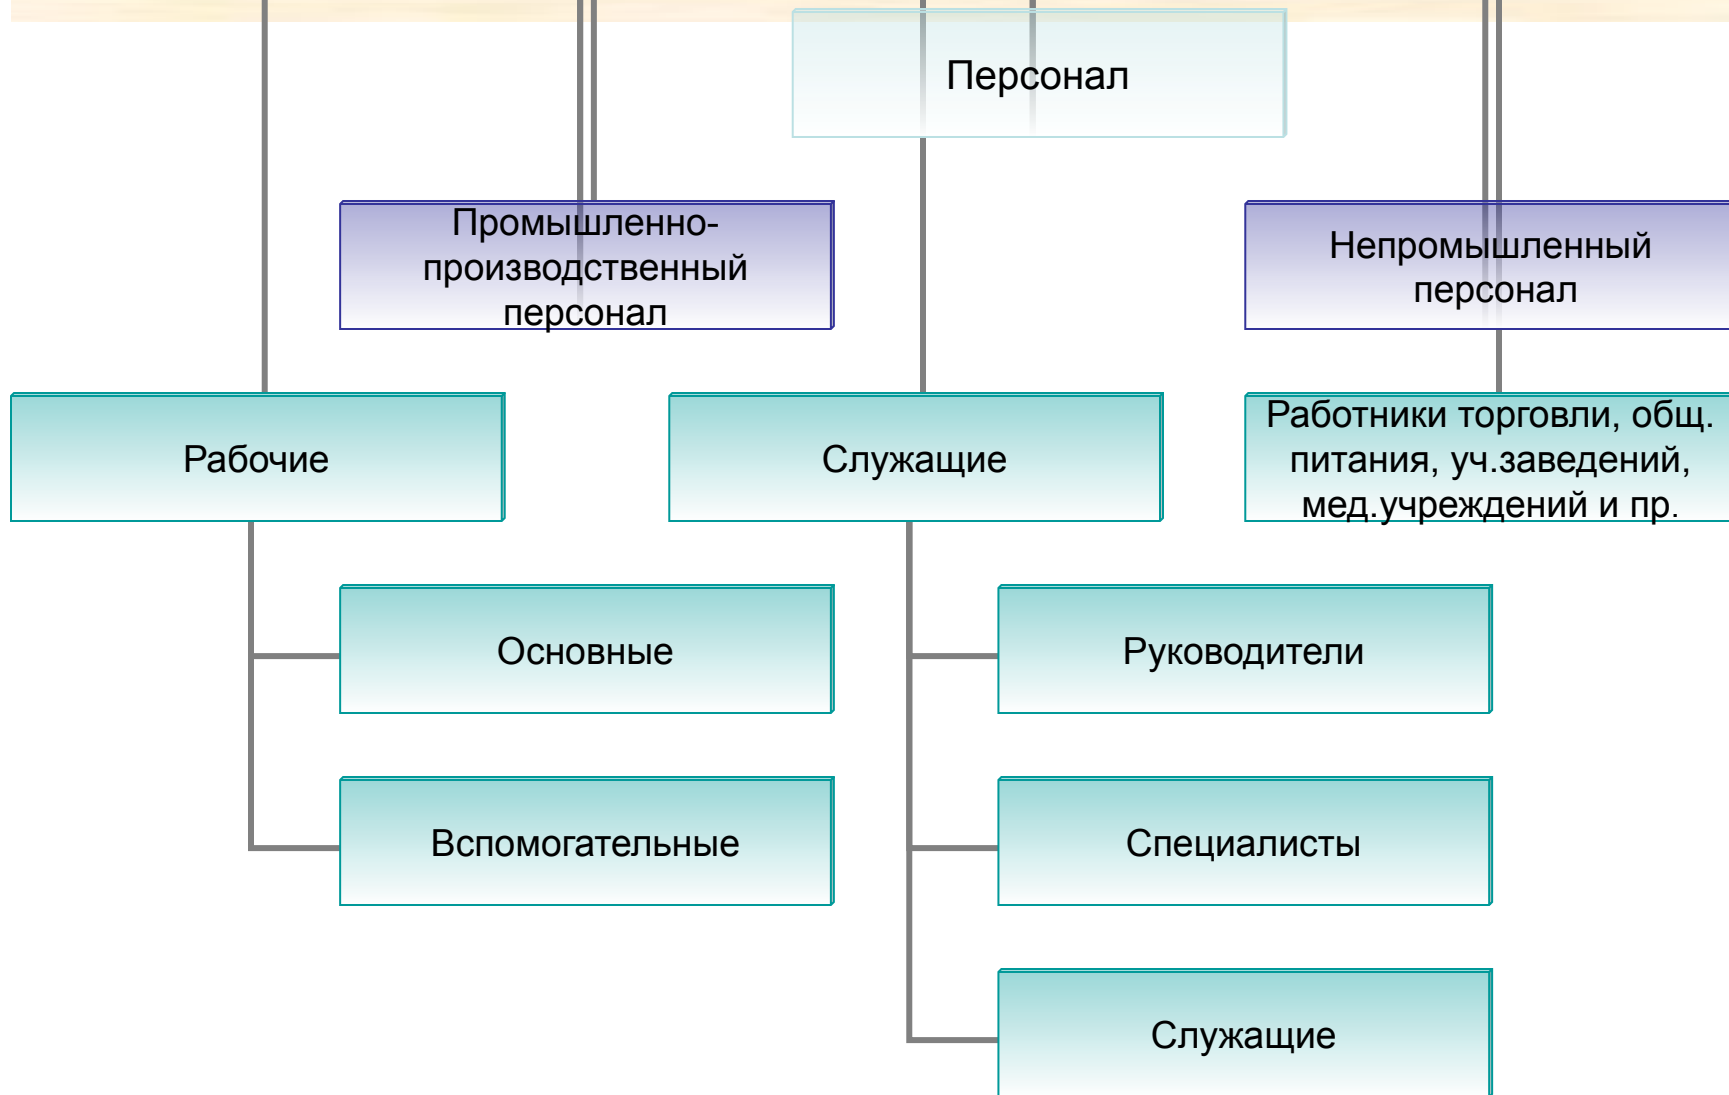 Персонал
Промышленно-
производственный
персонал
Непромышленный
персонал
Рабочие
Служащие
Работники торговли, общ.
питания, уч.заведений,
мед.учреждений и пр.
Основные
Руководители
Вспомогательные
Специалисты
Служащие